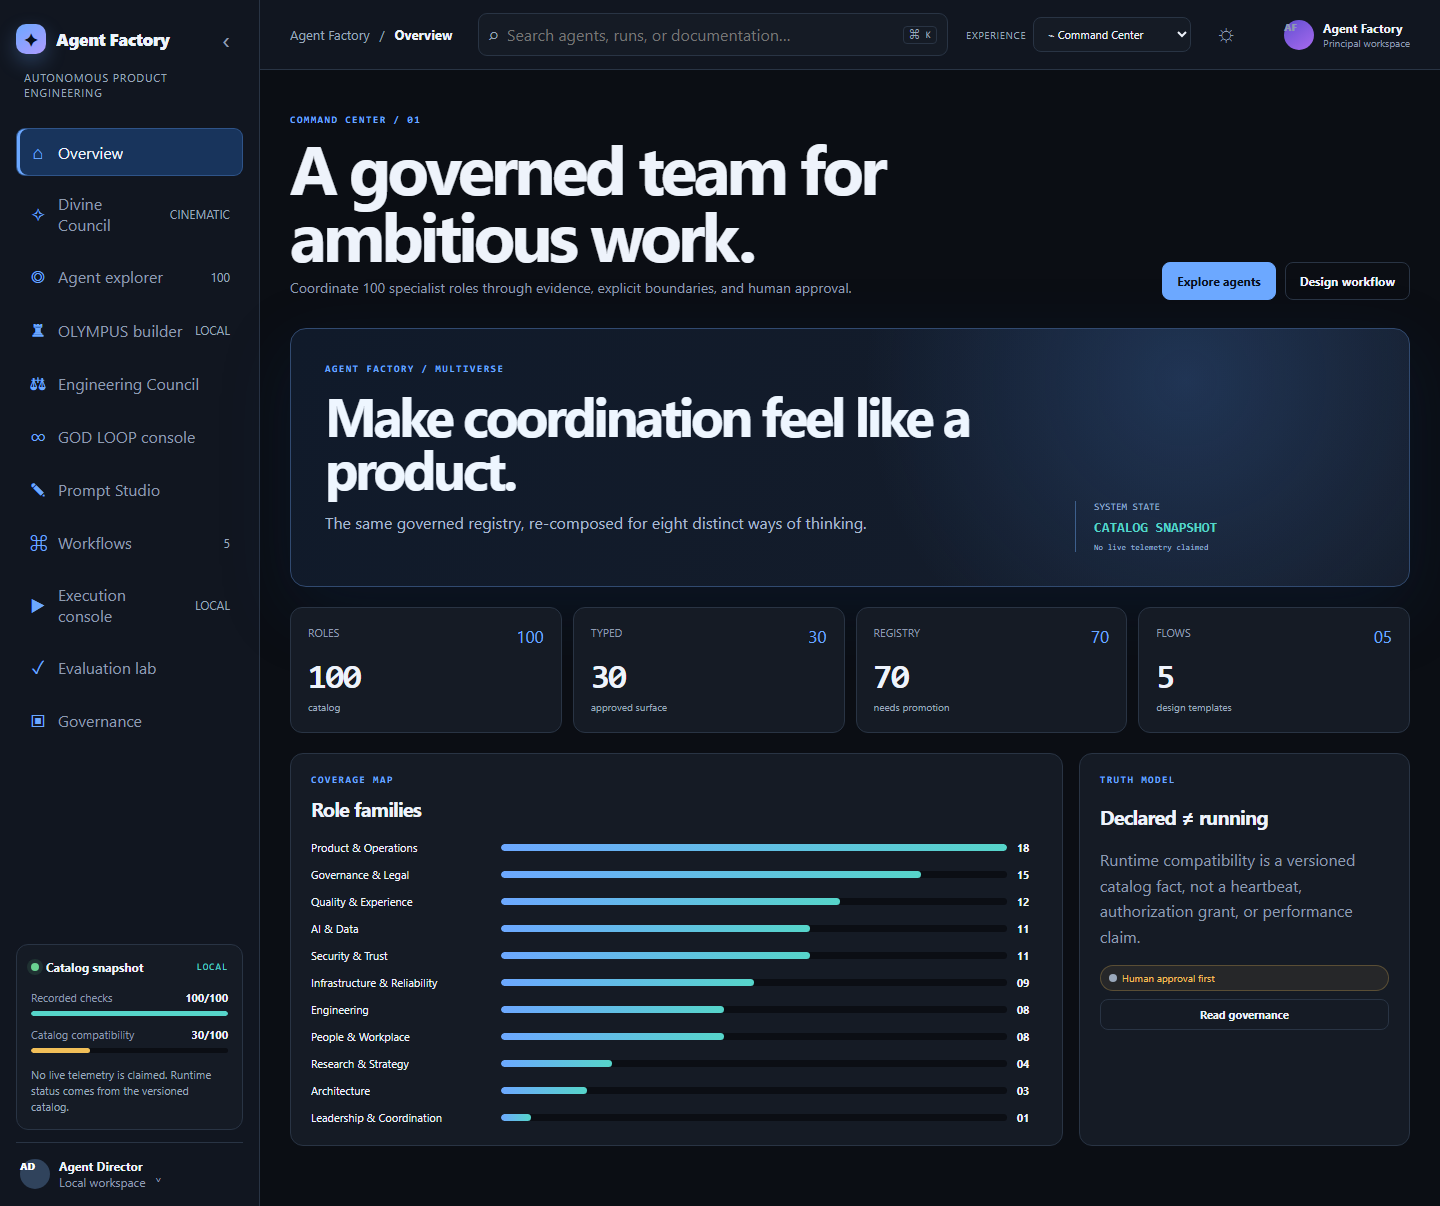 Agent Factory
AUTONOMOUS PRODUCT
ENGINEERING
Overview
Divine
Council
CINEMATIC
Agent explorer
100
OLYMPUS builder
LOCAL
Engineering Council
GOD LOOP console
Prompt Studio
Workflows
5
Execution
console
LOCAL
Evaluation lab
Governance
Catalog snapshot
LOCAL
Recorded checks
100/100
Catalog compatibility
30/100
No live telemetry is claimed. Runtime
status comes from the versioned
catalog.
AD
Agent Director
Local workspace
Agent Factory / Overview
Search agents, runs, or documentation...
⌘ K
EXPERIENCE
~ Command Center
AF
Agent Factory
Principal workspace
COMMAND CENTER / 01
A governed team for
ambitious work.
Coordinate 100 specialist roles through evidence, explicit boundaries, and human approval.
Explore agents
Design workflow
AGENT FACTORY / MULTIVERSE
Make coordination feel like a
product.
The same governed registry, re-composed for eight distinct ways of thinking.
SYSTEM STATE
CATALOG SNAPSHOT
No live telemetry claimed
ROLES
100
100
catalog
TYPED
30
30
approved surface
REGISTRY
70
70
needs promotion
FLOWS
05
5
design templates
COVERAGE MAP
Role families
Product & Operations 18
Governance & Legal 15
Quality & Experience 12
AI & Data 11
Security & Trust 11
Infrastructure & Reliability 09
Engineering 08
People & Workplace 08
Research & Strategy 04
Architecture 03
Leadership & Coordination 01
TRUTH MODEL
Declared ≠ running
Runtime compatibility is a versioned
catalog fact, not a heartbeat,
authorization grant, or performance
claim.
Human approval first
Read governance